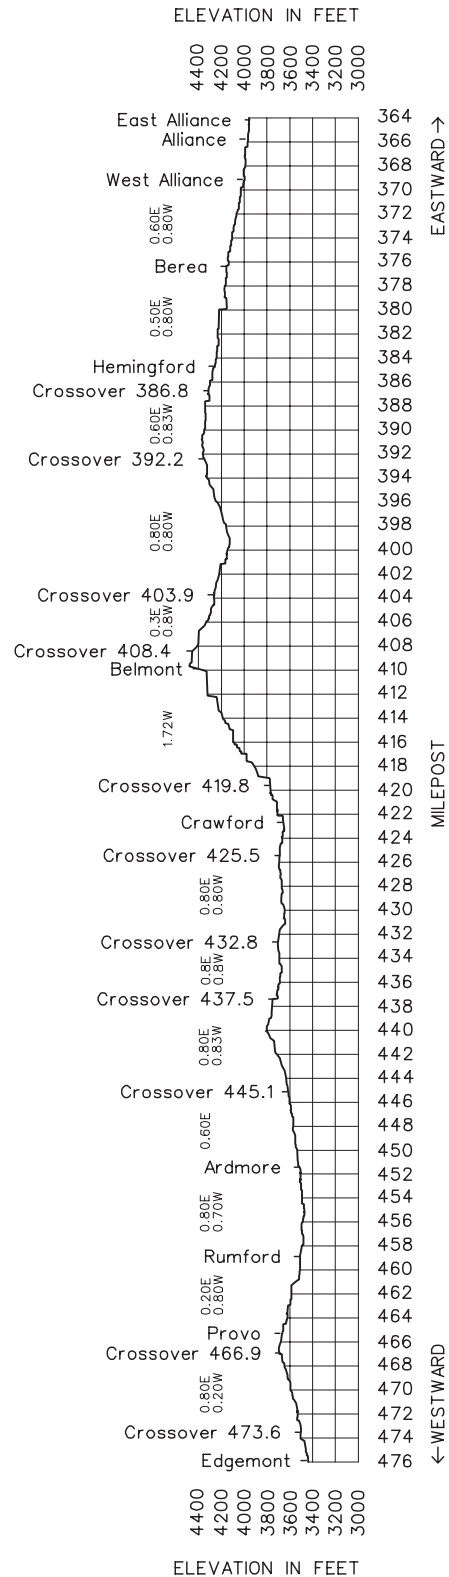 ELEVATION IN FEET
4400 4200 4000 3800 3600 3400 3200 3000
364
East Alliance
EASTWARD→
Alliance
366
368
West Alliance
370
0.60E
0.80W
372
374
376
Berea
378
0.50E
0.80W
380
382
384
Hemingford
386
Crossover 386.8
388
0.60E
0.83W
390
392
Crossover 392.2
394
396
0.80E
0.80W
398
400
402
Crossover 403.9
404
0.3E
0.8W
406
408
Crossover 408.4
Belmont
410
412
1.72W
414
416
MILEPOST
418
Crossover 419.8
420
422
Crawford
424
Crossover 425.5
426
0.80E
0.80W
428
430
432
Crossover 432.8
434
0.8E
0.8W
436
Crossover 437.5
438
440
0.80E
0.83W
442
444
Crossover 445.1
446
0.60E
448
450
Ardmore
452
454
0.80E
0.70W
456
458
Rumford
460
0.20E
0.80W
462
464
Provo
466
Crossover 466.9
468
←WESTWARD
0.80E
0.20W
470
472
Crossover 473.6
474
Edgemont
476
4400 4200 4000 3800 3600 3400 3200 3000
ELEVATION IN FEET